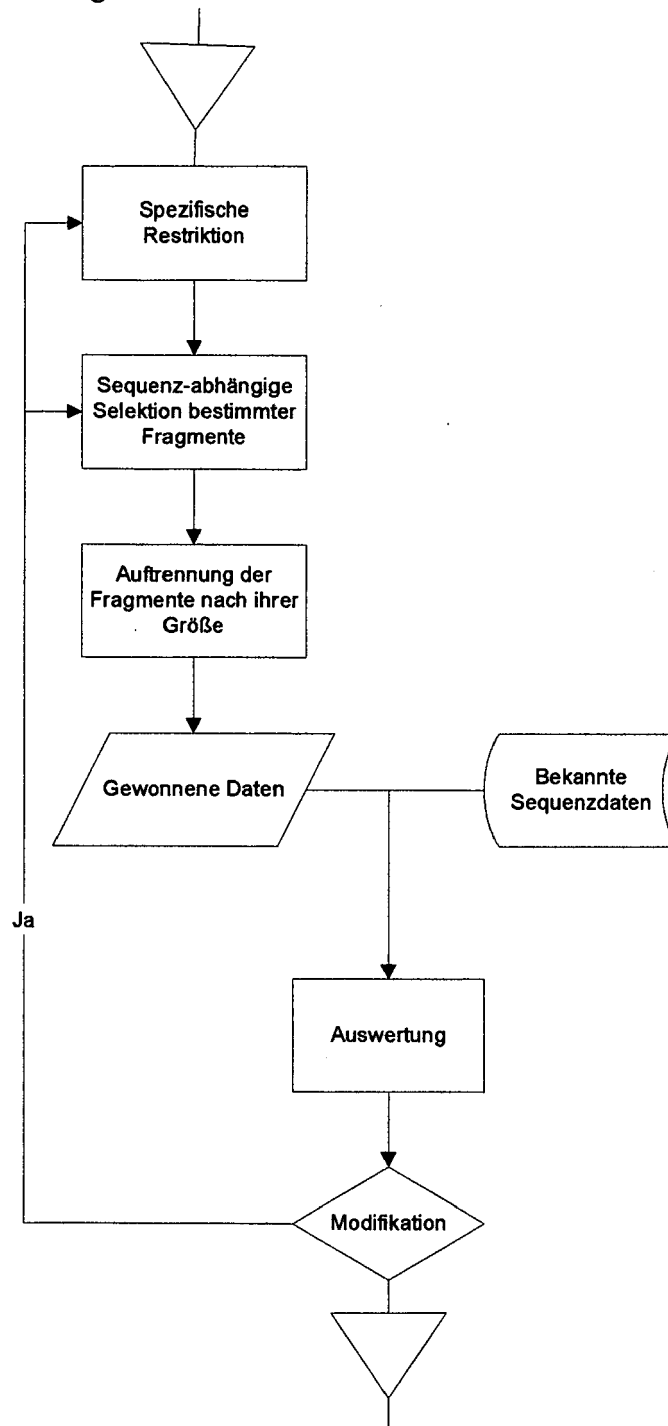 Spezifische
Restriktion
Sequenz-abhängige
Selektion bestimmter
Fragmente
Auftrennung der
Fragmente nach ihrer
Größe
Gewonnene Daten
Bekannte
Sequenzdaten
Ja
Auswertung
Modifikation